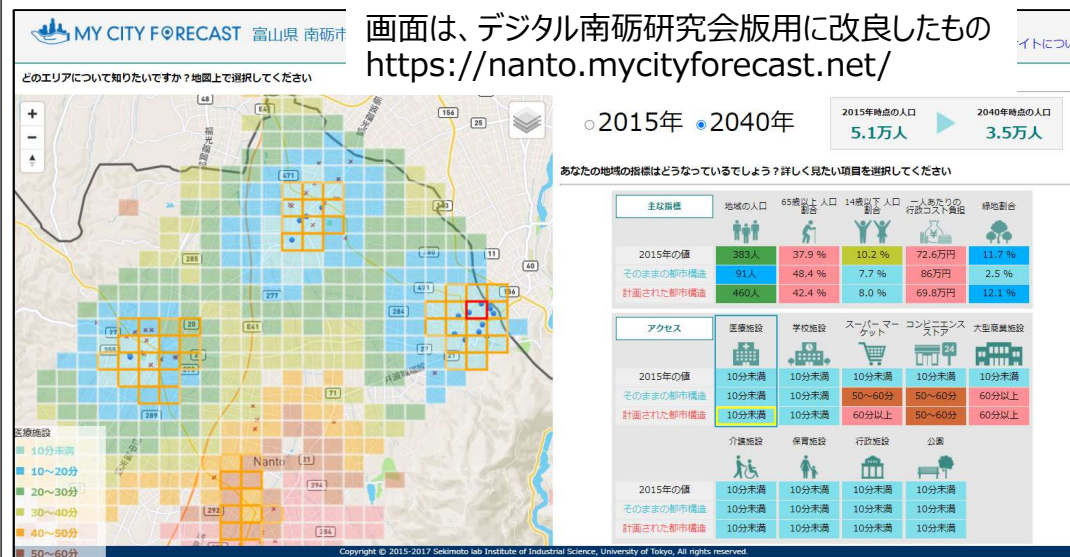 MY CITY FORECAST 富山県 南砺市
画面は、デジタル南砺研究会版用に改良したもの
https://nanto.mycityforecast.net/
イトについ
どのエリアについて知りたいですか？地図上で選択してください
2015年 2040年
2015年時点の人口 2040年時点の人口
5.1万人 3.5万人
あなたの地域の指標はどうなっているでしょう？詳しく見たい項目を選択してください
主な指標 地域の人口 65歳以上 人口割合 14歳以下 人口割合 一人あたりの行政コスト負担 緑地割合
2015年の値 383人 37.9 % 10.2 % 72.6万円 11.7 %
そのままの都市構造 91人 48.4 % 7.7 % 86万円 2.5 %
計画された都市構造 460人 42.4 % 8.0 % 69.8万円 12.1 %
アクセス 医療施設 学校施設 スーパー マーケット コンビニエンスストア 大型商業施設
24
2015年の値 10分未満 10分未満 10分未満 10分未満 10分未満
そのままの都市構造 10分未満 10分未満 50～60分 50～60分 60分以上
計画された都市構造 10分未満 10分未満 60分以上 50～60分 60分以上
介護施設 保育施設 行政施設 公園
2015年の値 10分未満 10分未満 10分未満 10分未満
そのままの都市構造 10分未満 10分未満 10分未満 10分未満
計画された都市構造 10分未満 10分未満 10分未満 10分未満
+
−
48
E41
156
25
471
285
11
40
277
471
284
E41
20
27
21
71
289
Nanto
21
294
292
医療施設
10分未満
10～20分
20～30分
30～40分
40～50分
50～60分
Copyright © 2015-2017 Sekimoto lab Institute of Industrial Science, University of Tokyo, All rights reserved.